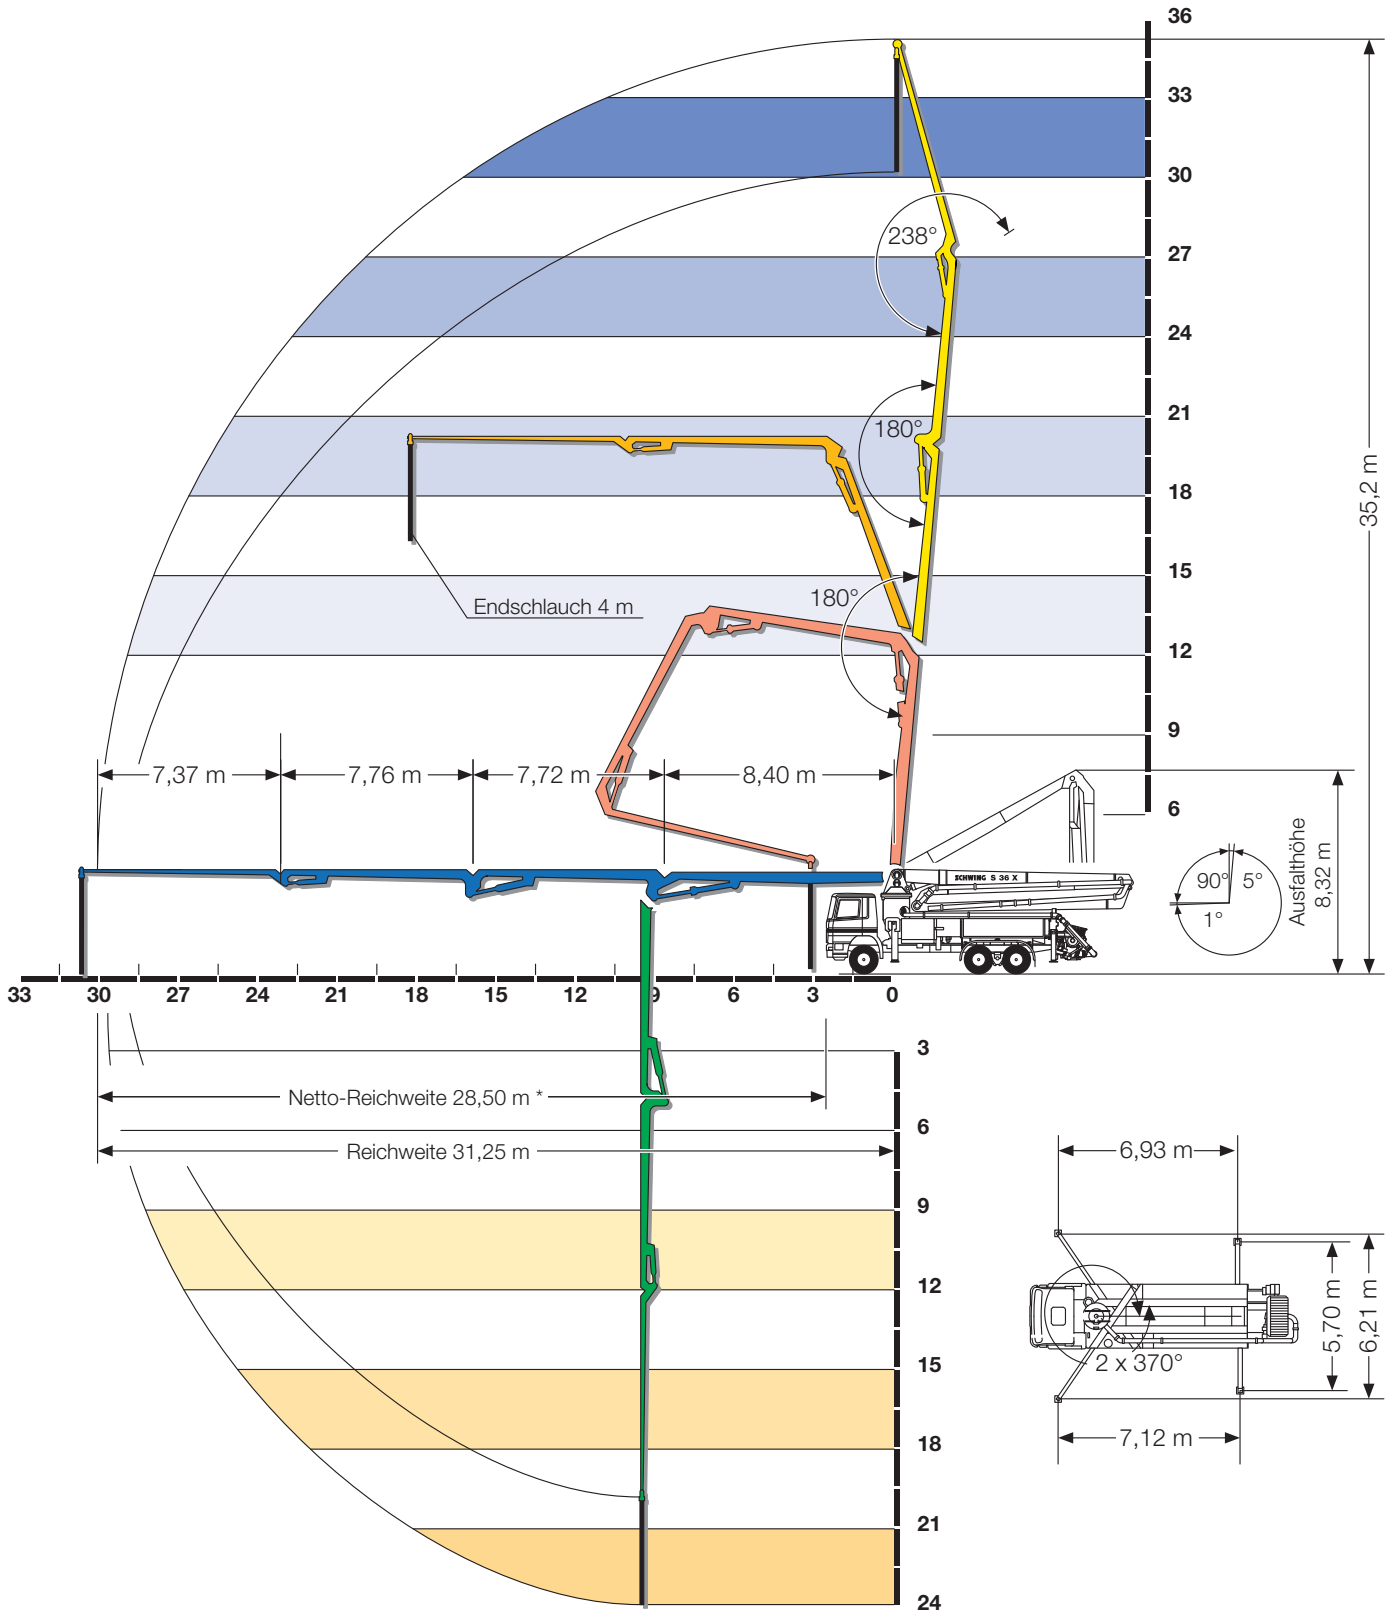 36
33
30
238°
27
24
21
180°
18
35,2 m
15
180°
Endschlauch 4 m
12
9
7,37 m
7,76 m
7,72 m
8,40 m
6
SCHWING S 36 X
90°
5°
1°
Ausfalthöhe
8,32 m
33
30
27
24
21
18
15
12
9
6
3
0
3
Netto-Reichweite 28,50 m *
6
Reichweite 31,25 m
6,93 m
9
12
5,70 m
6,21 m
15
2 x 370°
18
7,12 m
21
24